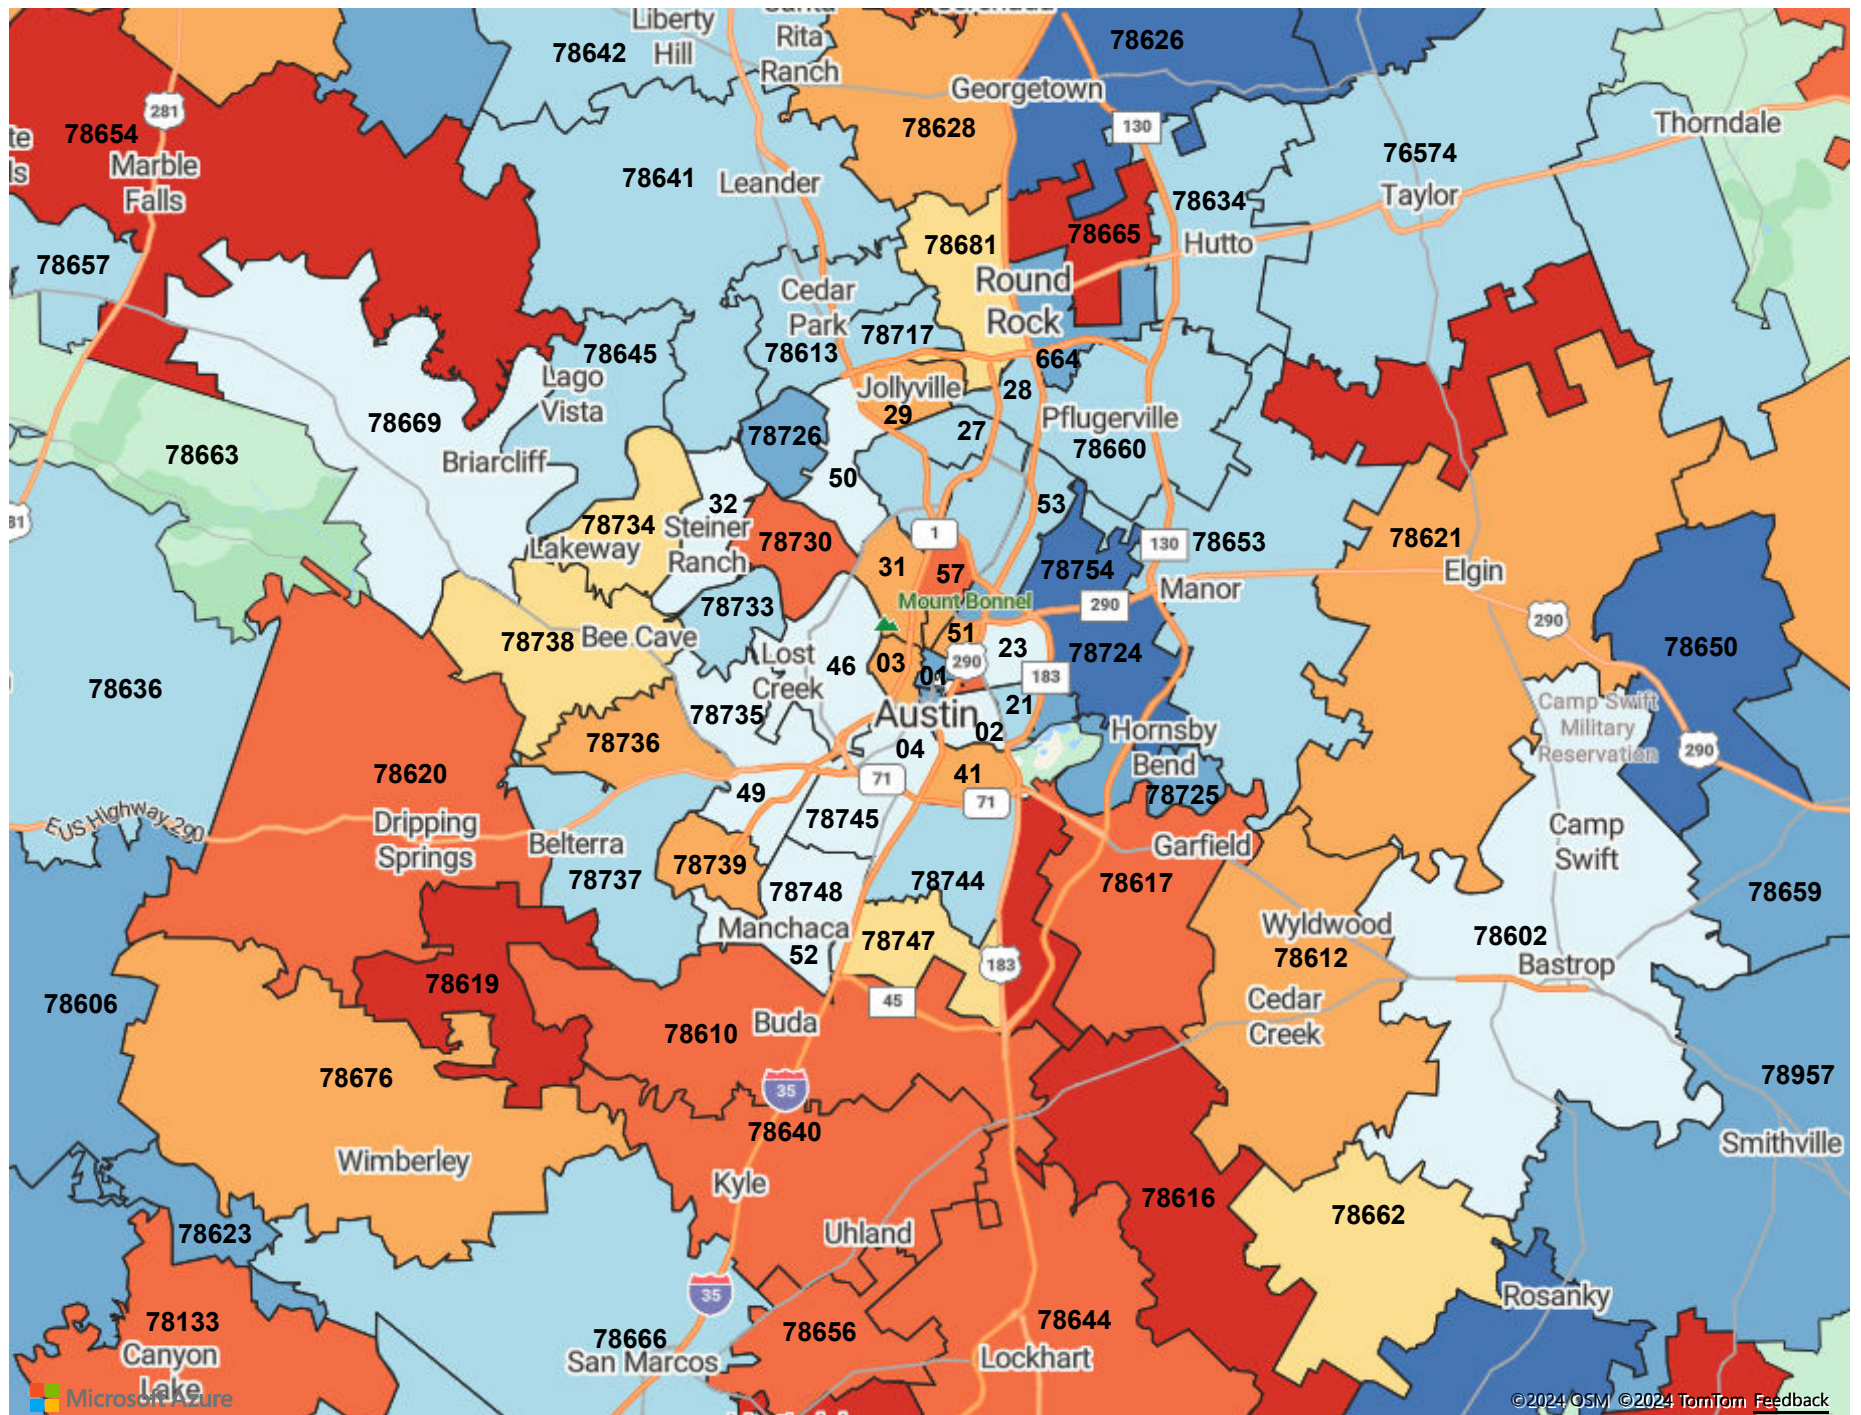 Liberty
Hill
Santa
Rita
Ranch
78642
78626
Georgetown
281
78654
Marble
Falls
78628
130
Thorndale
76574
Taylor
78641
Leander
78634
78665
Hutto
78681
78657
Round
Rock
Cedar
Park
78717
78613
78645
664
Lago
Vista
Jollyville
28
29
Pflugerville
78669
78726
27
78660
78663
Briarcliff
50
32
53
78734
Steiner
Ranch
Lakeway
1
78730
130
78653
78621
31
57
78754
Elgin
Mount Bonnel
Manor
290
78733
290
78738
Bee Cave
51
23
78724
78650
Lost
Creek
46
03
290
01
183
78636
78735
Austin
21
02
Camp Swift
Military
Reservation
78736
04
Hornsby
Bend
290
78620
71
41
71
49
78725
E US Highway 290
Dripping
Springs
Belterra
78745
Garfield
Camp
Swift
78739
78737
78748
78744
78617
78659
Manchaca
52
78747
Wyldwood
78612
78602
Bastrop
183
78619
78606
45
Cedar
Creek
78610
Buda
78676
35
78957
78640
Wimberley
Smithville
Kyle
78616
78662
78623
Uhland
35
Rosanky
78133
Canyon
Lake
78666
San Marcos
78656
78644
Lockhart
Microsoft Azure
©2024 OSM ©2024 TomTom Feedback